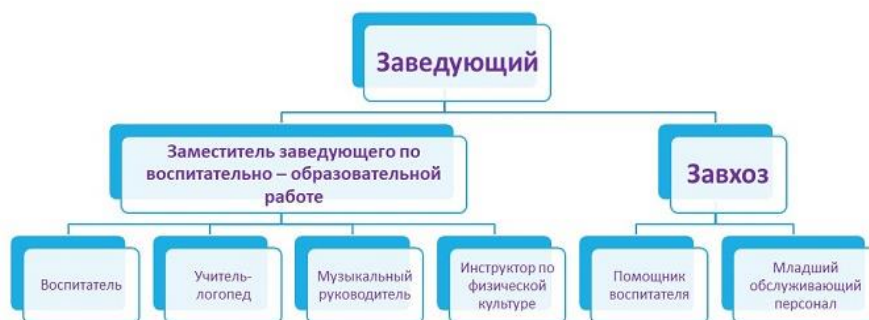 Заведующий
Заместитель заведующего по
воспитательно – образовательной
работе
Завхоз
Воспитатель
Учитель-
логопед
Музыкальный
руководитель
Инструктор по
физической
культуре
Помощник
воспитателя
Младший
обслуживающий
персонал